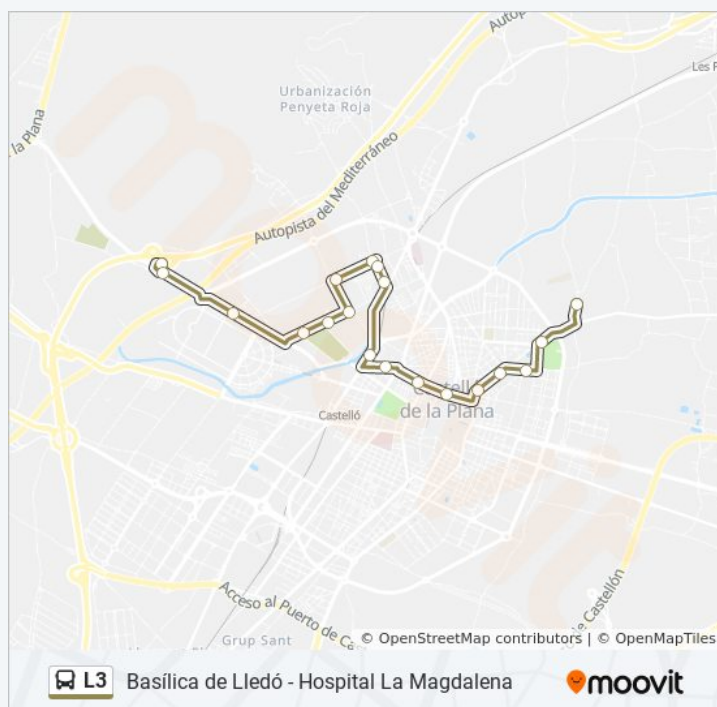 Autop
Les F
Urbanización
Penyeta Roja
la Plana
Autopista del Mediterráneo
Castelló
de la Plana
Castelló
Acceso al Puerto de Ca
Grup Sant
de Castellón
© OpenStreetMap contributors | © OpenMapTiles
L3 Basílica de Lledó - Hospital La Magdalena
moovit